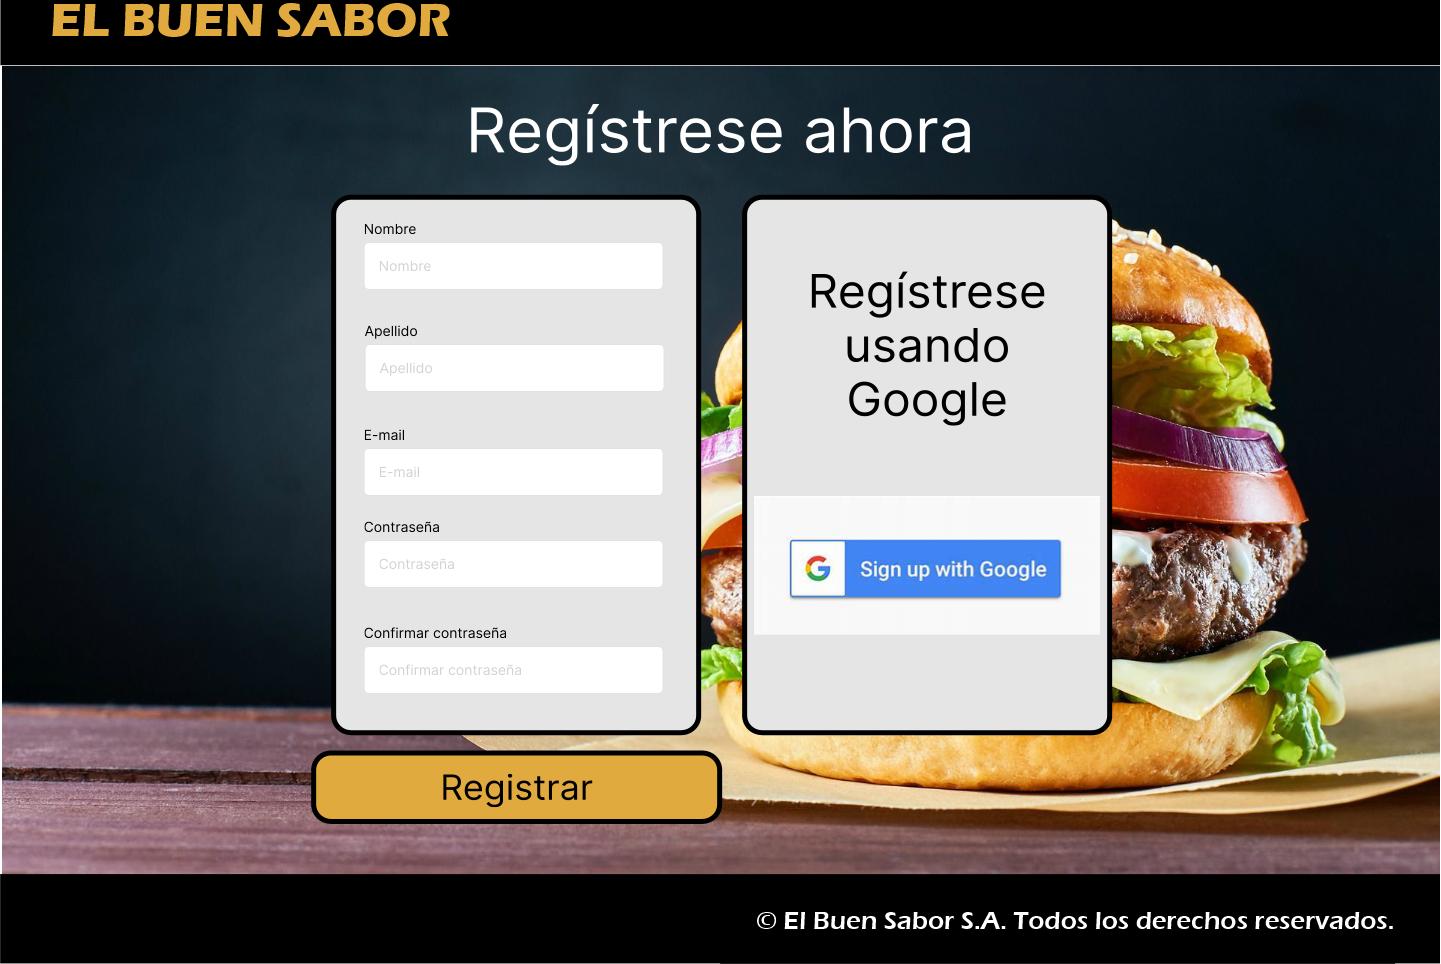 EL BUEN SABOR
Regístrese ahora
Nombre
Nombre
Apellido
Apellido
E-mail
E-mail
Contraseña
Contraseña
Confirmar contraseña
Confirmar contraseña
Registrar
Regístrese
usando
Google
Sign up with Google
© El Buen Sabor S.A. Todos los derechos reservados.